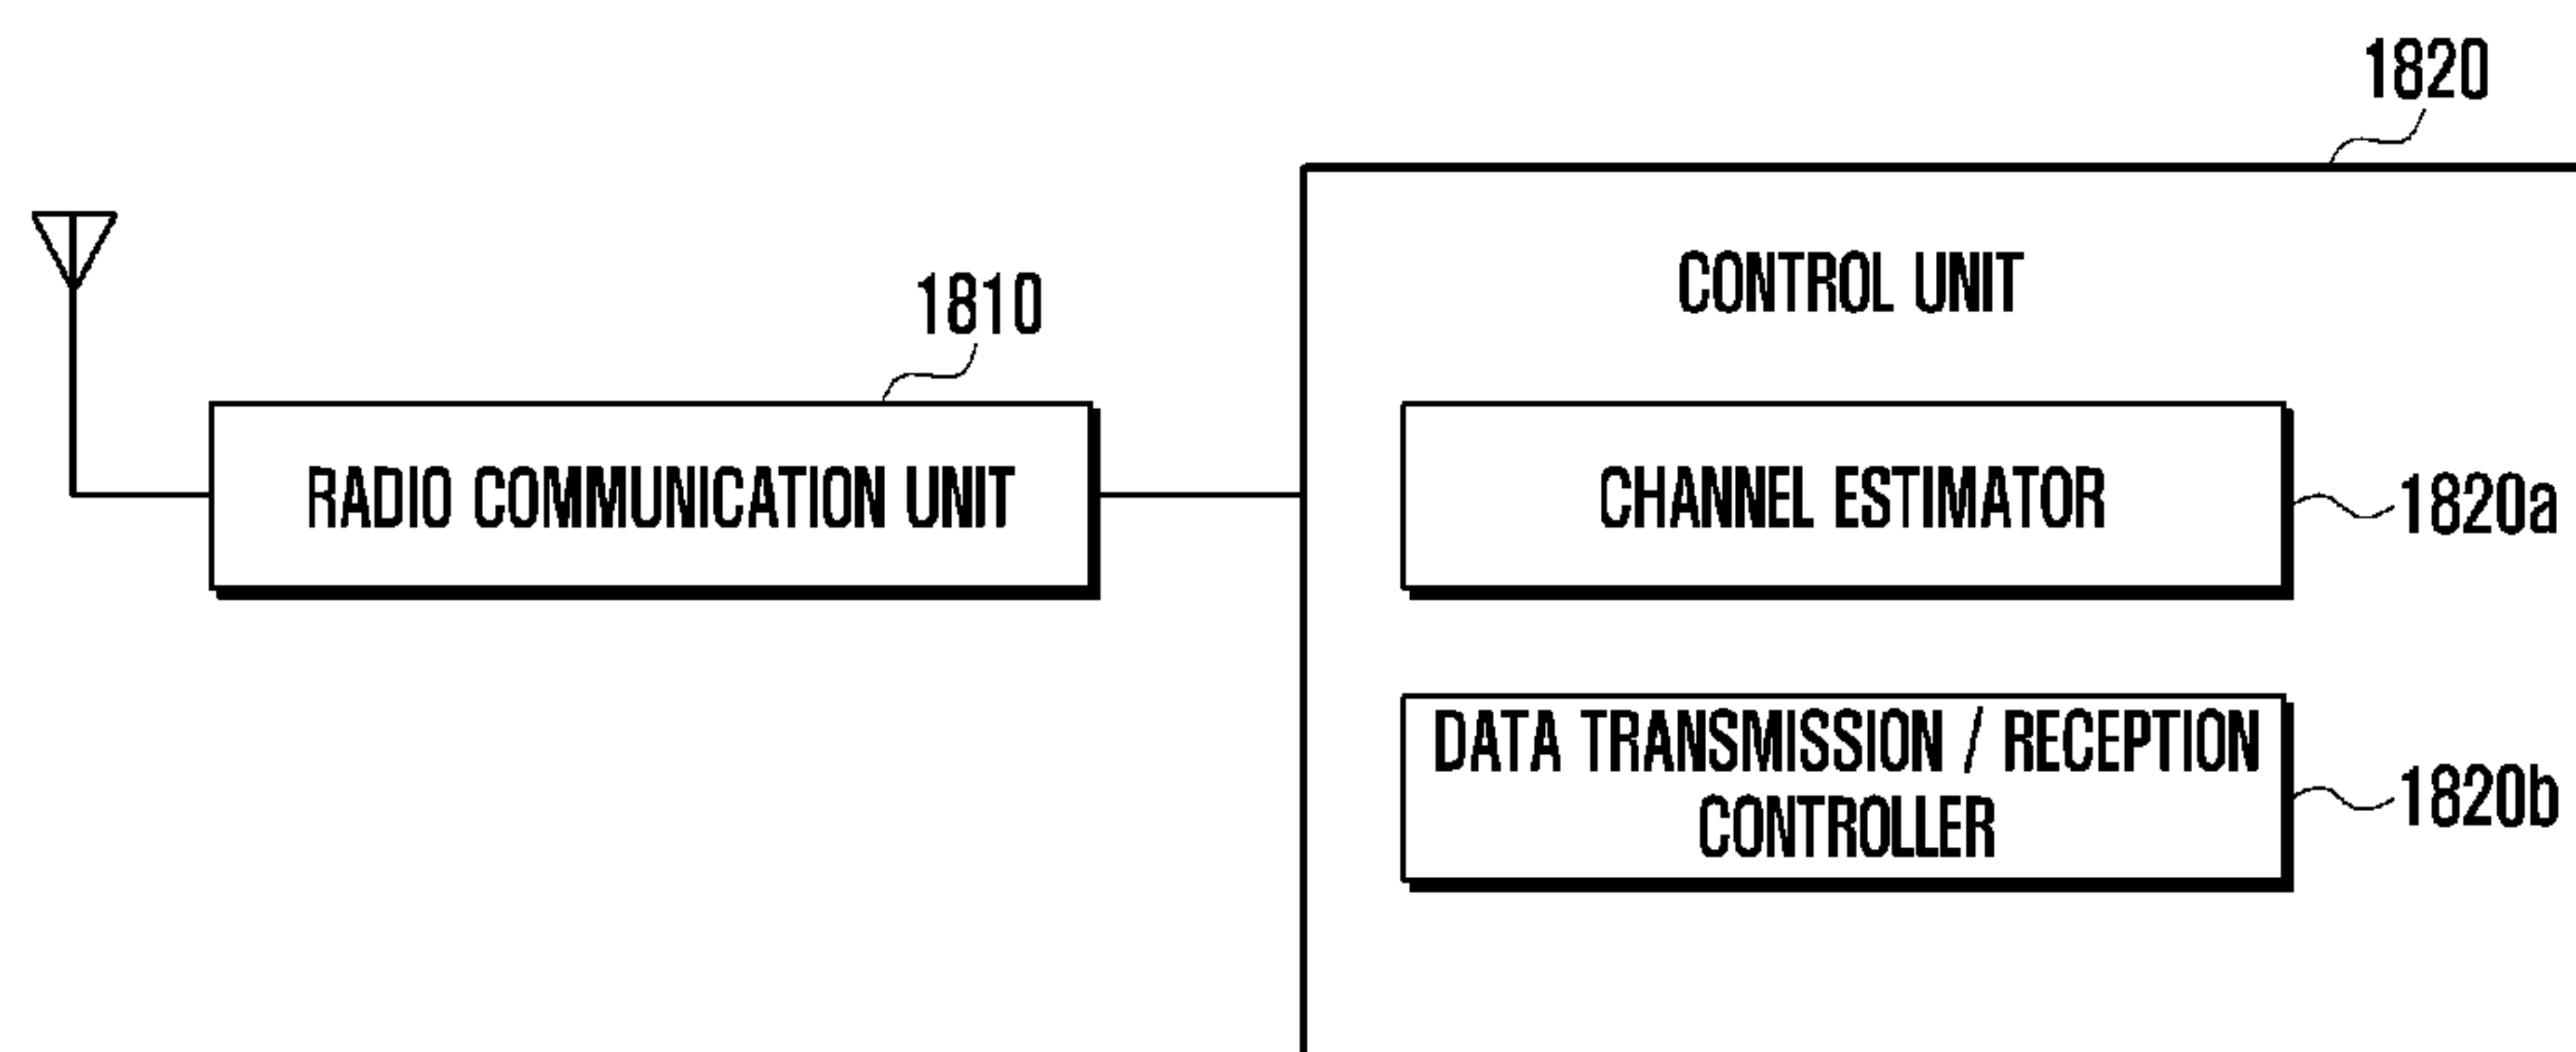 1820
CONTROL UNIT
1810
RADIO COMMUNICATION UNIT
CHANNEL ESTIMATOR
1820a
DATA TRANSMISSION / RECEPTION
CONTROLLER
1820b